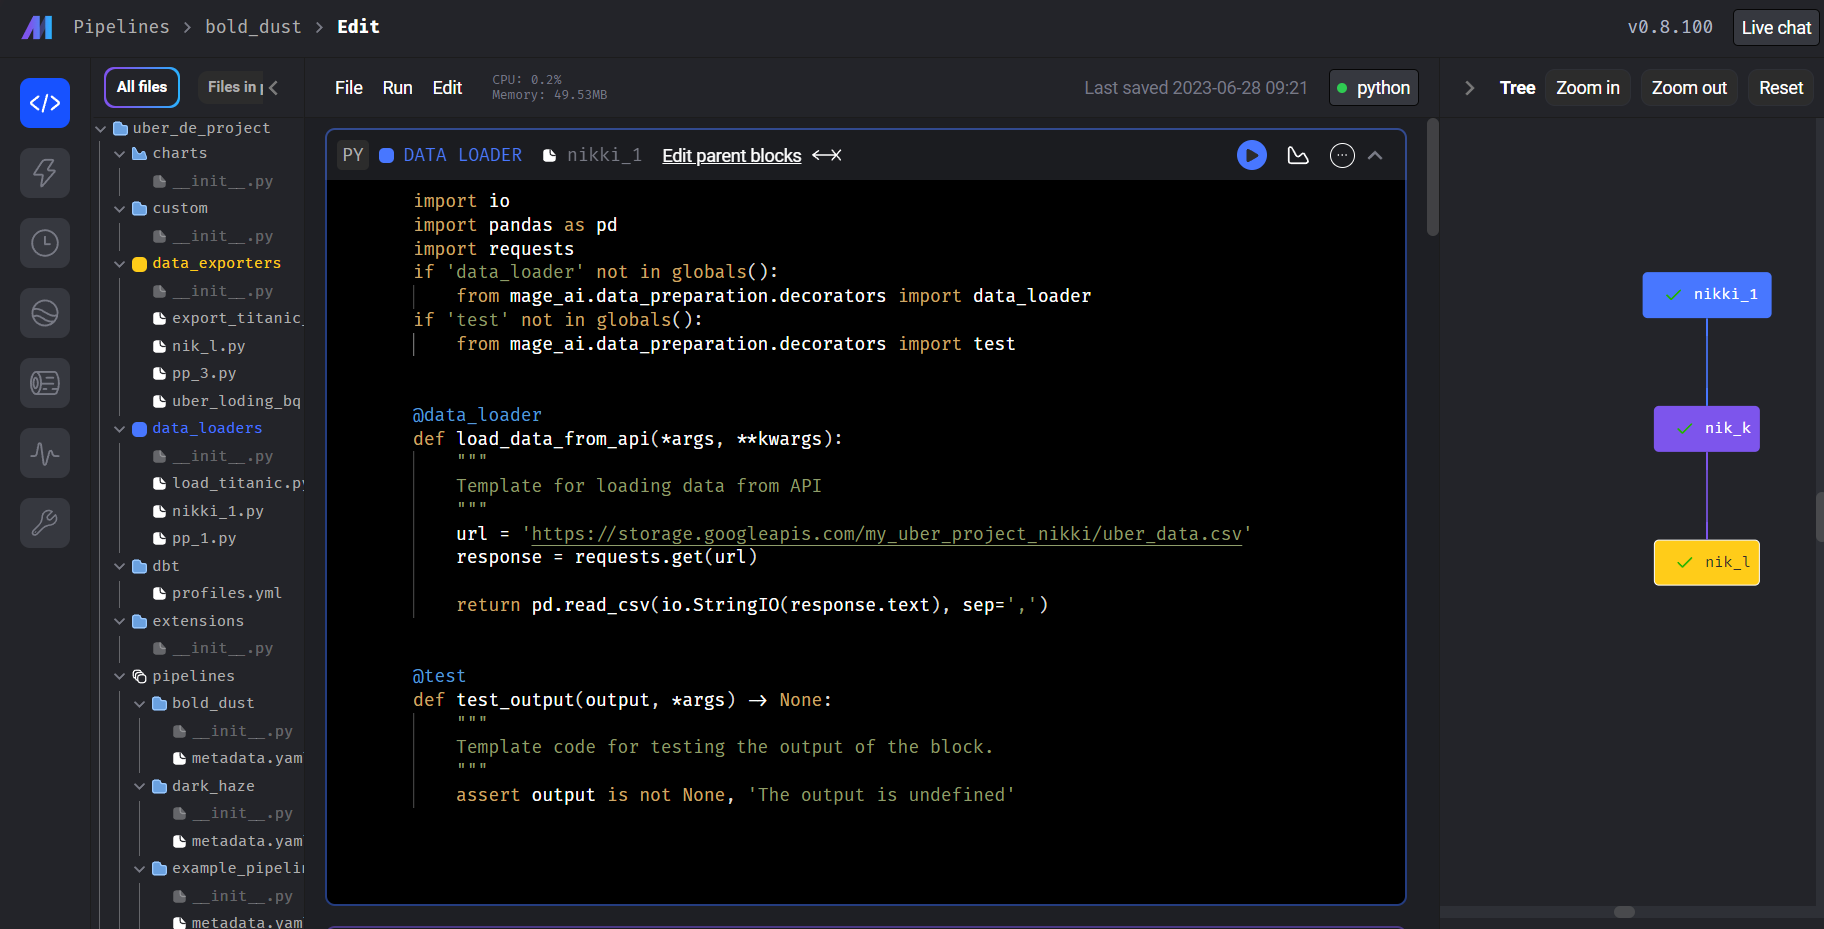 Pipelines > bold_dust > Edit
v0.8.100
Live chat
All files
Files in
File Run Edit
CPU: 0.2%
Memory: 49.53MB
Last saved 2023-06-28 09:21
python
Tree
Zoom in
Zoom out
Reset
uber_de_project
charts
__init__.py
custom
__init__.py
data_exporters
__init__.py
export_titanic_
nik_l.py
pp_3.py
uber_loding_bq
data_loaders
__init__.py
load_titanic.py
nikki_1.py
pp_1.py
dbt
profiles.yml
extensions
__init__.py
pipelines
bold_dust
__init__.py
metadata.yaml
dark_haze
__init__.py
metadata.yaml
example_pipelin
__init__.py
metadata.yaml
PY DATA LOADER nikki_1 Edit parent blocks
import io
import pandas as pd
import requests
if 'data_loader' not in globals():
    from mage_ai.data_preparation.decorators import data_loader
if 'test' not in globals():
    from mage_ai.data_preparation.decorators import test
@data_loader
def load_data_from_api(*args, **kwargs):
    """
    Template for loading data from API
    """
    url = 'https://storage.googleapis.com/my_uber_project_nikki/uber_data.csv'
    response = requests.get(url)
    return pd.read_csv(io.StringIO(response.text), sep=',')
@test
def test_output(output, *args) -> None:
    """
    Template code for testing the output of the block.
    """
    assert output is not None, 'The output is undefined'
nikki_1
nik_k
nik_l